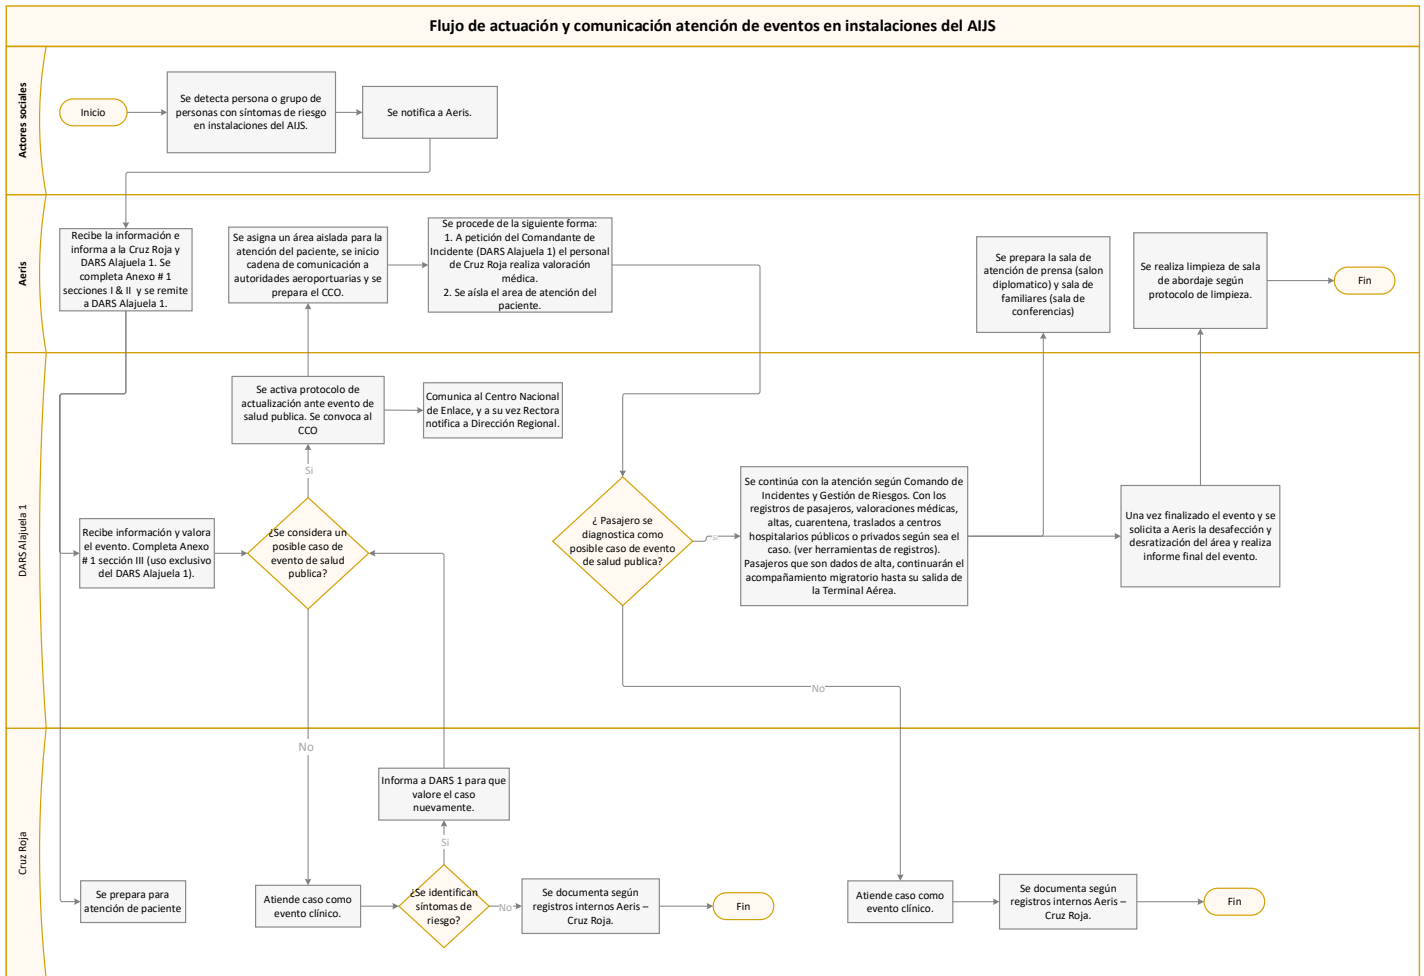 Flujo de actuación y comunicación atención de eventos en instalaciones del AIJS
Actores sociales
Inicio
Se detecta persona o grupo de
personas con síntomas de riesgo
en instalaciones del AIJS.
Se notifica a Aeris.
Aeris
Recibe la información e
informa a la Cruz Roja y
DARS Alajuela 1. Se
completa Anexo # 1
secciones I & II y se remite
a DARS Alajuela 1.
Se asigna un área aislada para la
atención del paciente, se inicio
cadena de comunicación a
autoridades aeroportuarias y se
prepara el CCO.
Se procede de la siguiente forma:
1. A petición del Comandante de
Incidente (DARS Alajuela 1) el personal
de Cruz Roja realiza valoración
médica.
2. Se aísla el area de atención del
paciente.
Se prepara la sala de
atención de prensa (salon
diplomatico) y sala de
familiares (sala de
conferencias)
Se realiza limpieza de sala
de abordaje según
protocolo de limpieza.
Fin
DARS Alajuela 1
Se activa protocolo de
actualización ante evento de
salud publica. Se convoca al
CCO
Comunica al Centro Nacional
de Enlace, y a su vez Rectora
notifica a Dirección Regional.
Si
Recibe información y valora
el evento. Completa Anexo
# 1 sección III (uso exclusivo
del DARS Alajuela 1).
¿Se considera un
posible caso de
evento de salud
publica?
¿ Pasajero se
diagnostica como
posible caso de evento
de salud publica?
si
Se continúa con la atención según Comando de
Incidentes y Gestión de Riesgos. Con los
registros de pasajeros, valoraciones médicas,
altas, cuarentena, traslados a centros
hospitalarios públicos o privados según sea el
caso. (ver herramientas de registros).
Pasajeros que son dados de alta, continuarán el
acompañamiento migratorio hasta su salida de
la Terminal Aérea.
Una vez finalizado el evento y se
solicita a Aeris la desafección y
desratización del área y realiza
informe final del evento.
No
Cruz Roja
No
Informa a DARS 1 para que
valore el caso
nuevamente.
Si
Se prepara para
atención de paciente
Atiende caso como
evento clínico.
¿Se identifican
síntomas de
riesgo?
No
Se documenta según
registros internos Aeris –
Cruz Roja.
Fin
Atiende caso como
evento clínico.
Se documenta según
registros internos Aeris –
Cruz Roja.
Fin